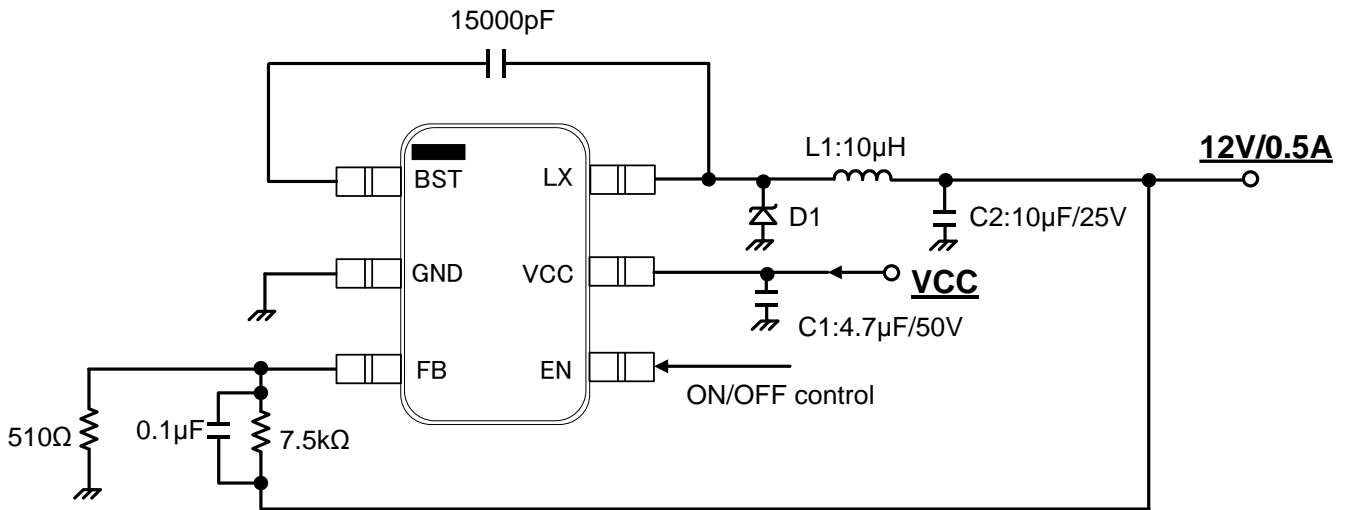 15000pF
BST
LX
L1:10µH
12V/0.5A
D1
C2:10µF/25V
GND
VCC
VCC
C1:4.7µF/50V
FB
EN
ON/OFF control
510Ω
0.1µF
7.5kΩ